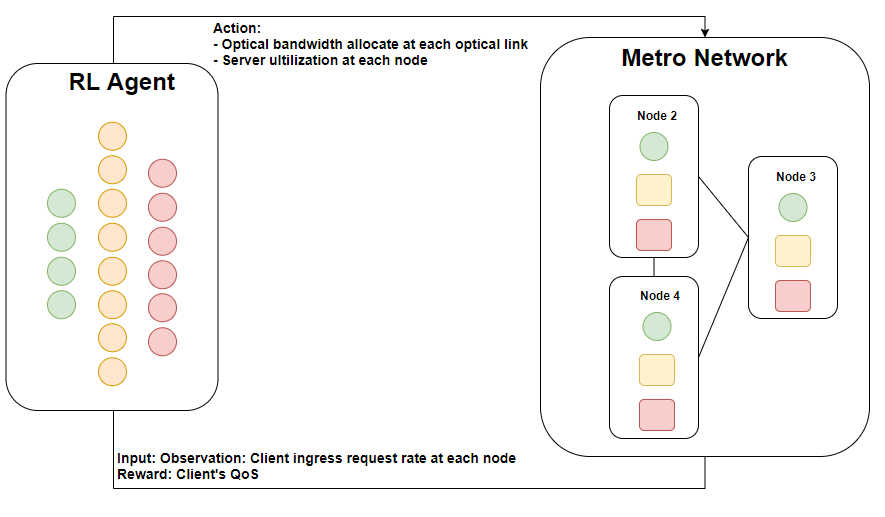 Action:
- Optical bandwidth allocate at each optical link
- Server ultilization at each node
RL Agent
Metro Network
Node 2
Node 3
Node 4
Input: Observation: Client ingress request rate at each node
Reward: Client's QoS